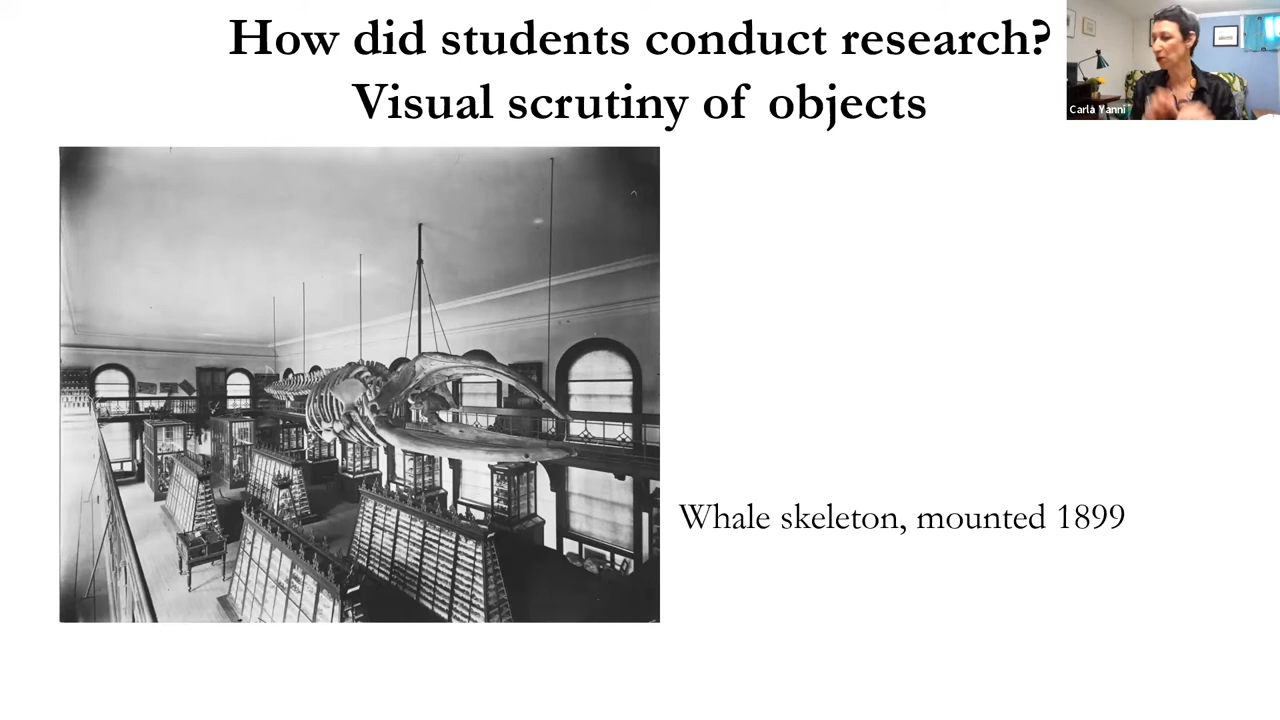 How did students conduct research?
Visual scrutiny of objects
Carla Yanni
Whale skeleton, mounted 1899